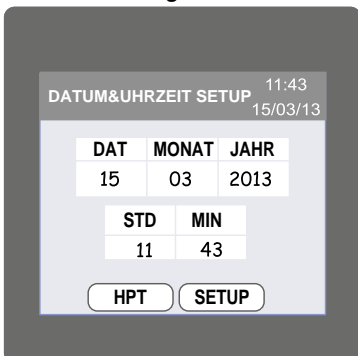 11:43
DATUM&UHRZEIT SETUP
15/03/13
DAT MONAT JAHR
15 03 2013
STD MIN
11 43
HPT SETUP